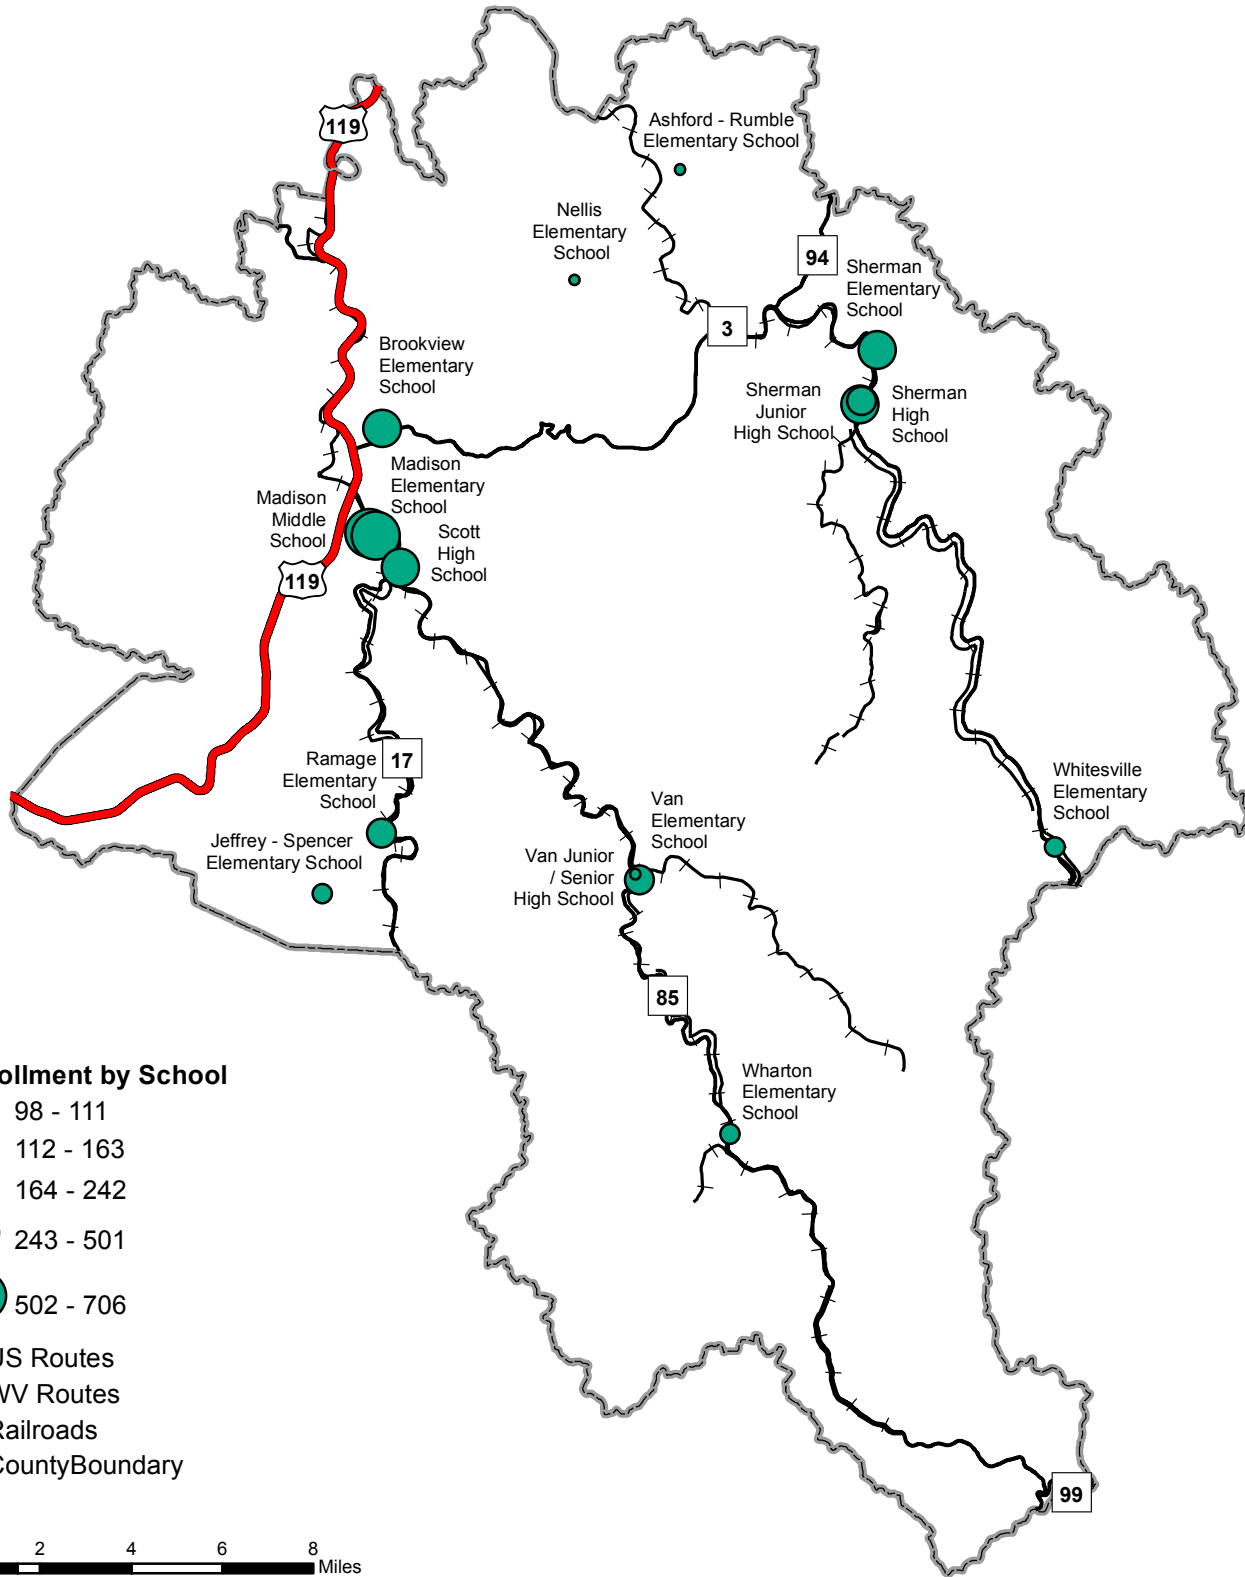 119
Ashford - Rumble
Elementary School
Nellis
Elementary
School
94
Sherman
Elementary
School
3
Brookview
Elementary
School
Sherman
Junior
High School
Sherman
High
School
Madison
Elementary
School
Madison
Middle
School
Scott
High
School
119
Ramage
Elementary
School
17
Whitesville
Elementary
School
Van
Elementary
School
Jeffrey - Spencer
Elementary School
Van Junior
/ Senior
High School
85
Wharton
Elementary
School
ollment by School
98 - 111
112 - 163
164 - 242
243 - 501
502 - 706
US Routes
WV Routes
Railroads
CountyBoundary
99
2 4 6 8
Miles